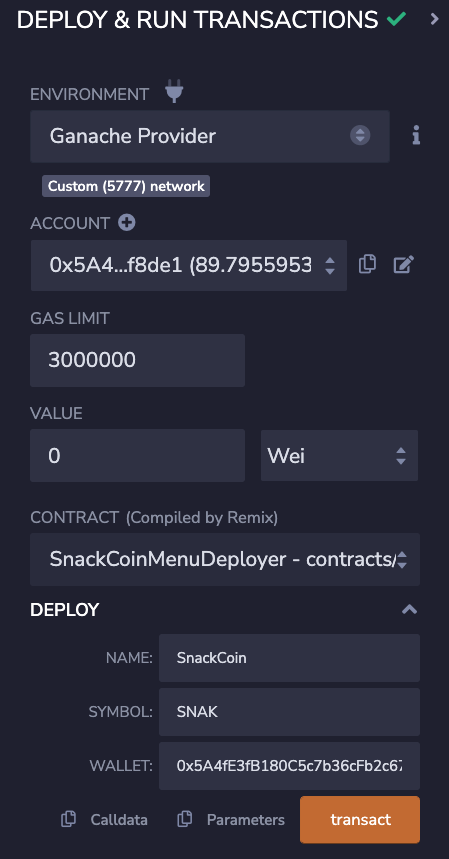 DEPLOY & RUN TRANSACTIONS
ENVIRONMENT
Ganache Provider
Custom (5777) network
ACCOUNT
0x5A4...f8de1 (89.7955953
GAS LIMIT
3000000
VALUE
0 Wei
CONTRACT (Compiled by Remix)
SnackCoinMenuDeployer - contracts/
DEPLOY
NAME: SnackCoin
SYMBOL: SNAK
WALLET: 0x5A4fE3fB180C5c7b36cFb2c67
Calldata Parameters transact